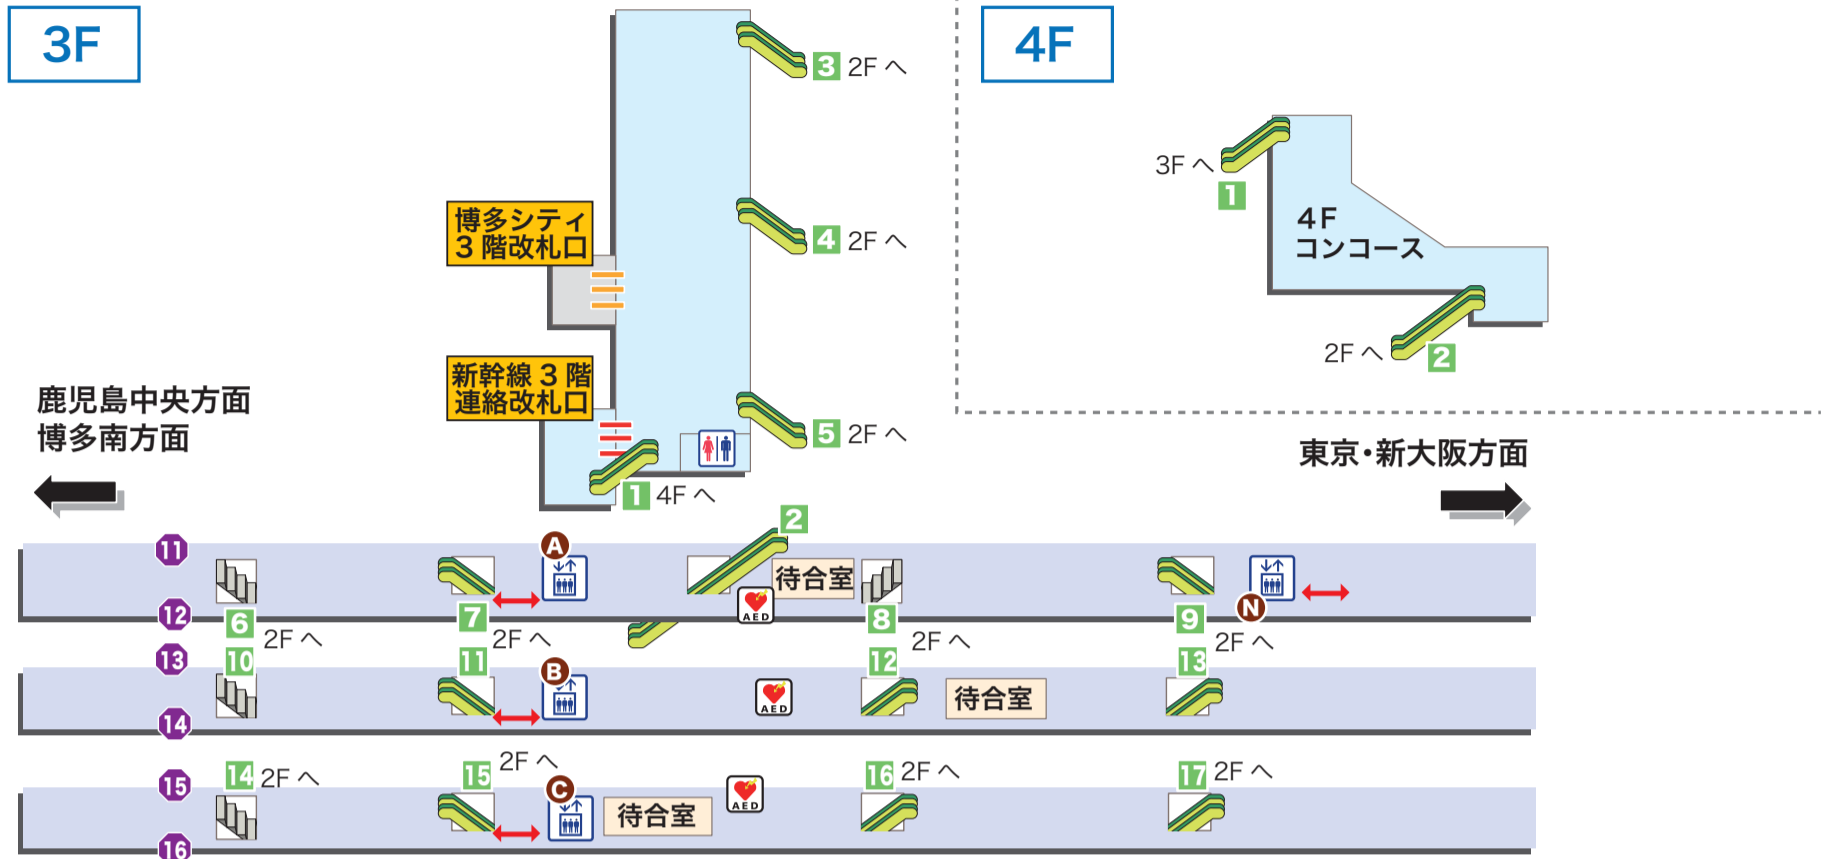 3F
4F
3 2F へ
3F へ
1
博多シティ
3 階改札口
4 2F へ
4F
コンコース
新幹線 3 階
連絡改札口
2F へ
2
鹿児島中央方面
博多南方面
5 2F へ
東京・新大阪方面
1 4F へ
2
11
A
待合室
12
6 2F へ
7 2F へ
AED
8 2F へ
9 2F へ
N
13
10
11
B
12
13
AED
待合室
14
14 2F へ
15 2F へ
16 2F へ
17 2F へ
15
C
待合室
AED
16